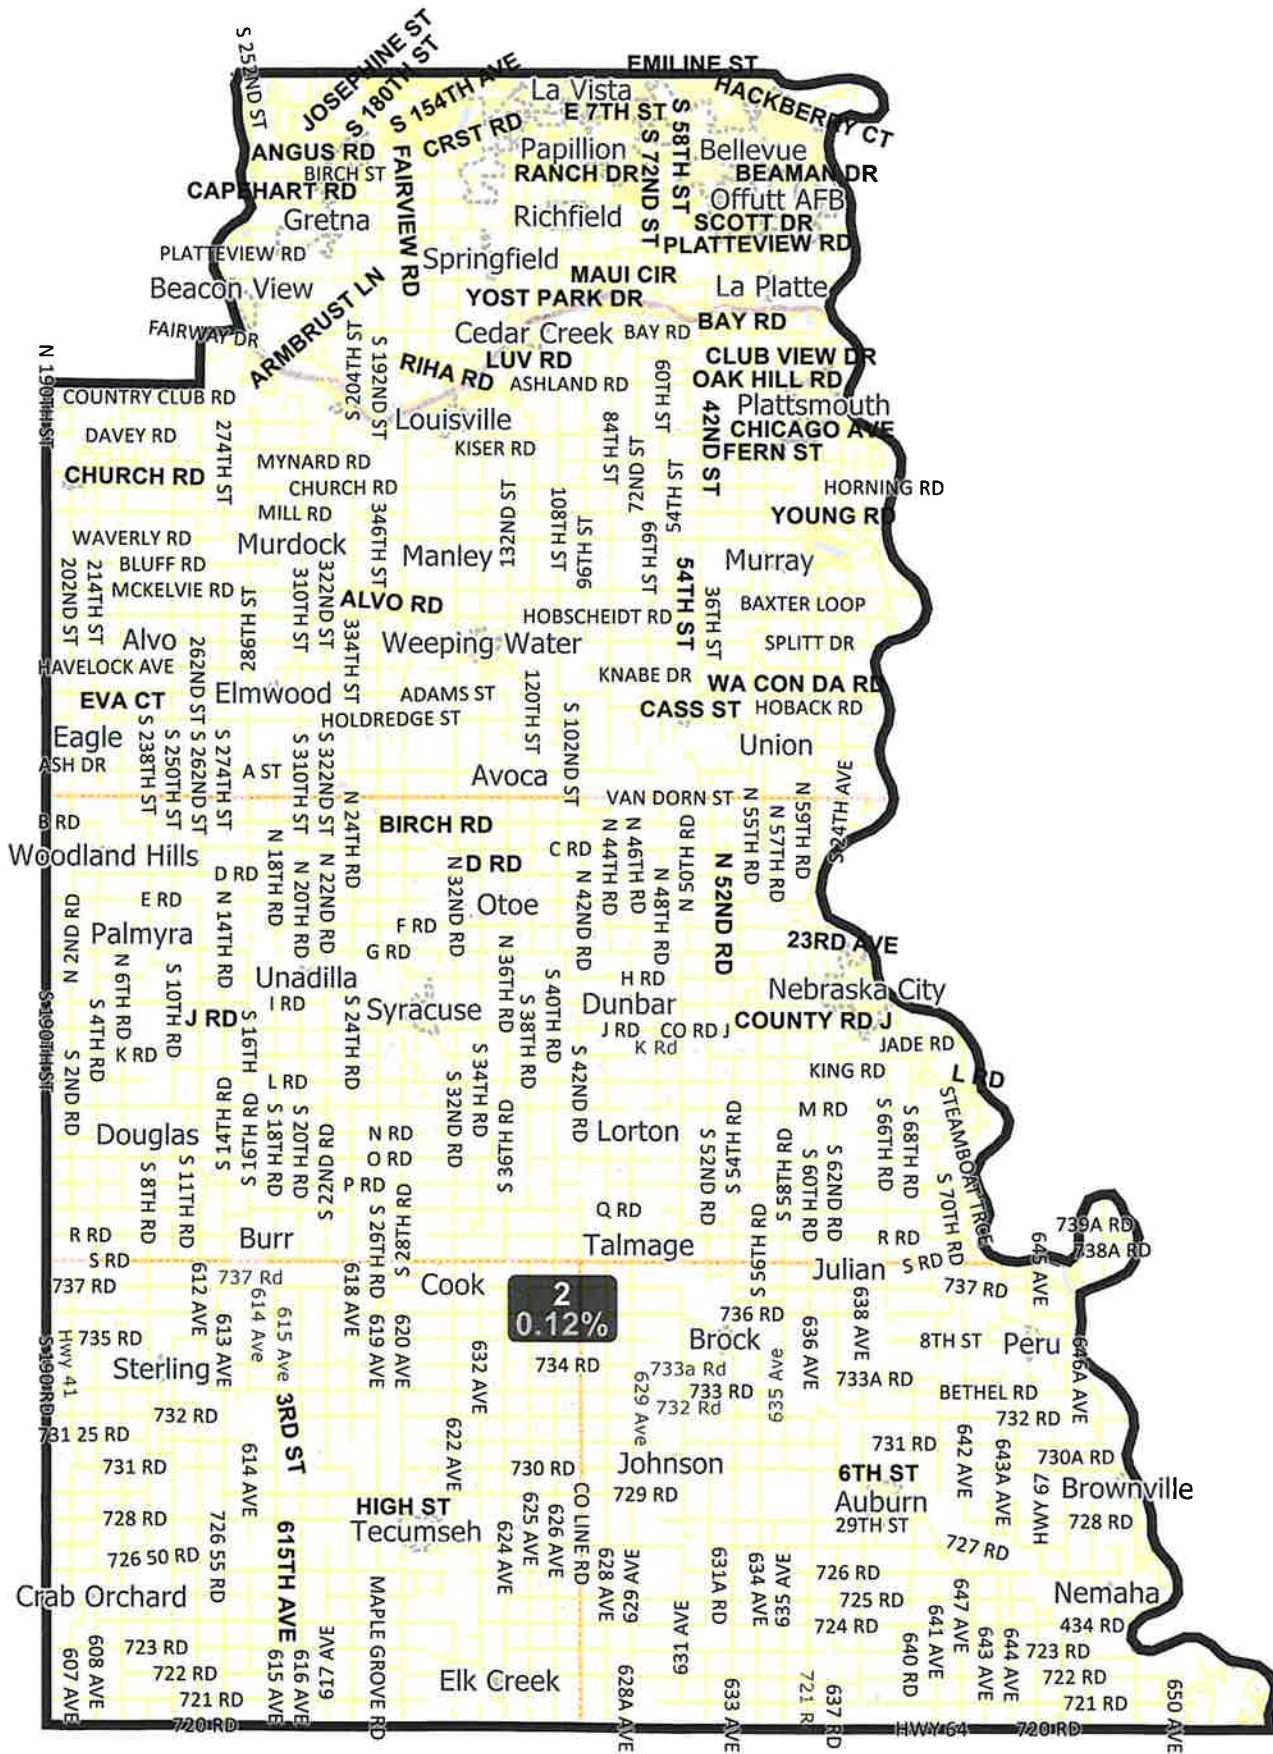 S 252ND ST
JOSEPHINE ST
S 180TH ST
S 154TH AVE
EMILINE ST
La Vista
HACKBERRY CT
E 7TH ST
S 58TH ST
S 72ND ST
CRST RD
ANGUS RD
Papillion
Bellevue
BIRCH ST
FAIRVIEW RD
RANCH DR
BEAMAN DR
CAPEHART RD
Offutt AFB
Gretna
Richfield
SCOTT DR
PLATTEVIEW RD
PLATTEVIEW RD
Springfield
MAUI CIR
Beacon View
YOST PARK DR
La Platte
ARMBRUST LN
FAIRWAY DR
Cedar Creek
BAY RD
BAY RD
S 204TH ST
S 192ND ST
LUV RD
CLUB VIEW DR
N 190TH ST
RIHA RD
ASHLAND RD
60TH ST
OAK HILL RD
COUNTRY CLUB RD
Louisville
Plattsmouth
DAVEY RD
274TH ST
84TH ST
42ND ST
CHICAGO AVE
KISER RD
72ND ST
FERN ST
CHURCH RD
MYNARD RD
54TH ST
CHURCH RD
132ND ST
108TH ST
HORNING RD
MILL RD
346TH ST
96TH ST
69TH ST
YOUNG RD
WAVERLY RD
Murdock
Manley
Murray
BLUFF RD
202ND ST
214TH ST
MCKELVIE RD
286TH ST
310TH ST
322ND ST
ALVO RD
54TH ST
36TH ST
BAXTER LOOP
HOBSCHEIDT RD
Alvo
334TH ST
Weeping Water
SPLITT DR
HAVELOCK AVE
262ND ST
KNABE DR
WA CON DA RD
EVA CT
Elmwood
ADAMS ST
120TH ST
CASS ST
HOBACK RD
HOLDREDGE ST
S 102ND ST
Eagle
S 238TH ST
S 250TH ST
S 262ND ST
S 274TH ST
S 310TH ST
S 322ND ST
Union
ASH DR
A ST
Avoca
S 24TH AVE
N 24TH RD
VAN DORN ST
N 55TH RD
N 59TH RD
B RD
BIRCH RD
N 44TH RD
N 46TH RD
N 50TH RD
N 57TH RD
Woodland Hills
N 18TH RD
N 20TH RD
N 22ND RD
N 32ND RD
D RD
C RD
N 42ND RD
N 48TH RD
N 52ND RD
D RD
N 2ND RD
E RD
N 14TH RD
Otoe
Palmyra
F RD
23RD AVE
G RD
N 36TH RD
N 6TH RD
S 10TH RD
Unadilla
S 40TH RD
H RD
Nebraska City
S 190TH ST
S 4TH RD
I RD
S 24TH RD
Syracuse
S 38TH RD
Dunbar
J RD
S 16TH
J RD
CO RD J
COUNTY RD J
K RD
S 34TH RD
S 42ND RD
K Rd
JADE RD
S 2ND RD
L RD
S 32ND RD
KING RD
L RD
S 14TH RD
S 16TH RD
S 18TH RD
S 20TH RD
S 36TH RD
S 54TH RD
M RD
S 66TH RD
S 68TH RD
STEAMBOAT TRCE
Douglas
S 22ND RD
N RD
Lorton
S 52ND RD
S 58TH RD
S 60TH RD
S 62ND RD
S 8TH RD
S 11TH RD
O RD
P RD
S 28TH RD
S 70TH RD
S 26TH RD
Q RD
S 56TH RD
739A RD
R RD
Burr
Talmage
R RD
645 AVE
738A RD
S RD
S RD
737 RD
612 AVE
737 Rd
618 AVE
Cook
Julian
737 RD
614 Ave
615 Ave
2
0.12%
638 AVE
S 190 RD
Hwy 41
735 RD
613 AVE
619 AVE
620 AVE
632 AVE
736 RD
Brock
636 AVE
8TH ST
Peru
646A AVE
Sterling
734 RD
733a Rd
635 Ave
733A RD
629 Ave
733 RD
BETHEL RD
732 RD
3RD ST
732 Rd
732 RD
731 25 RD
622 AVE
731 RD
642 AVE
643A AVE
730A RD
731 RD
614 AVE
730 RD
Johnson
6TH ST
HWY 67
Brownville
HIGH ST
625 AVE
626 AVE
CO LINE RD
729 RD
Auburn
728 RD
726 55 RD
615TH AVE
Tecumseh
624 AVE
29TH ST
728 RD
727 RD
726 50 RD
628 AVE
629 AVE
631A RD
634 AVE
635 AVE
726 RD
Crab Orchard
MAPLE GROVE RD
725 RD
647 AVE
Nemaha
631 AVE
724 RD
641 AVE
434 RD
607 AVE
608 AVE
723 RD
615 AVE
616 AVE
617 AVE
640 RD
643 AVE
644 AVE
723 RD
722 RD
Elk Creek
628A AVE
633 AVE
637 RD
722 RD
721 RD
721 RD
650 AVE
720 RD
HWY 64
720 RD